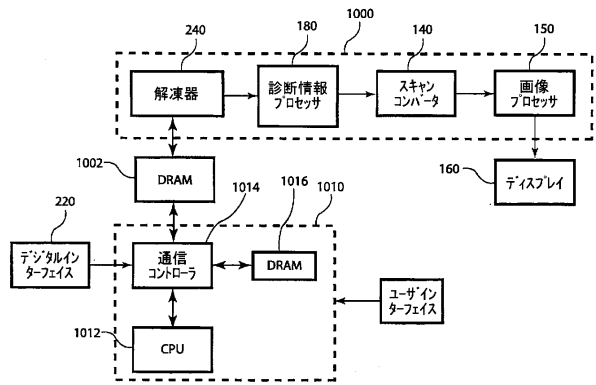 240
180
1000
140
150
解凍器
診断情報
プロセッサ
スキャン
コンバータ
画像
プロセッサ
1002
DRAM
160
ディスプレイ
220
1014
1016
1010
デジタルイン
ターフェイス
通信
コントローラ
DRAM
ユーザイン
ターフェイス
1012
CPU